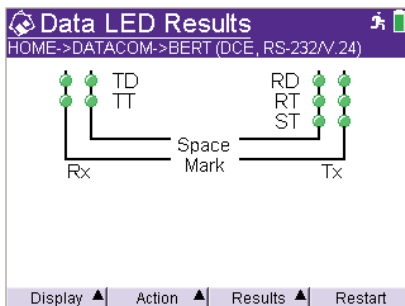 Data LED Results
HOME->DATACOM->BERT (DCE, RS-232/V.24)
TD RD
TT RT
ST
Space
Rx Mark Tx
Display Action Results Restart